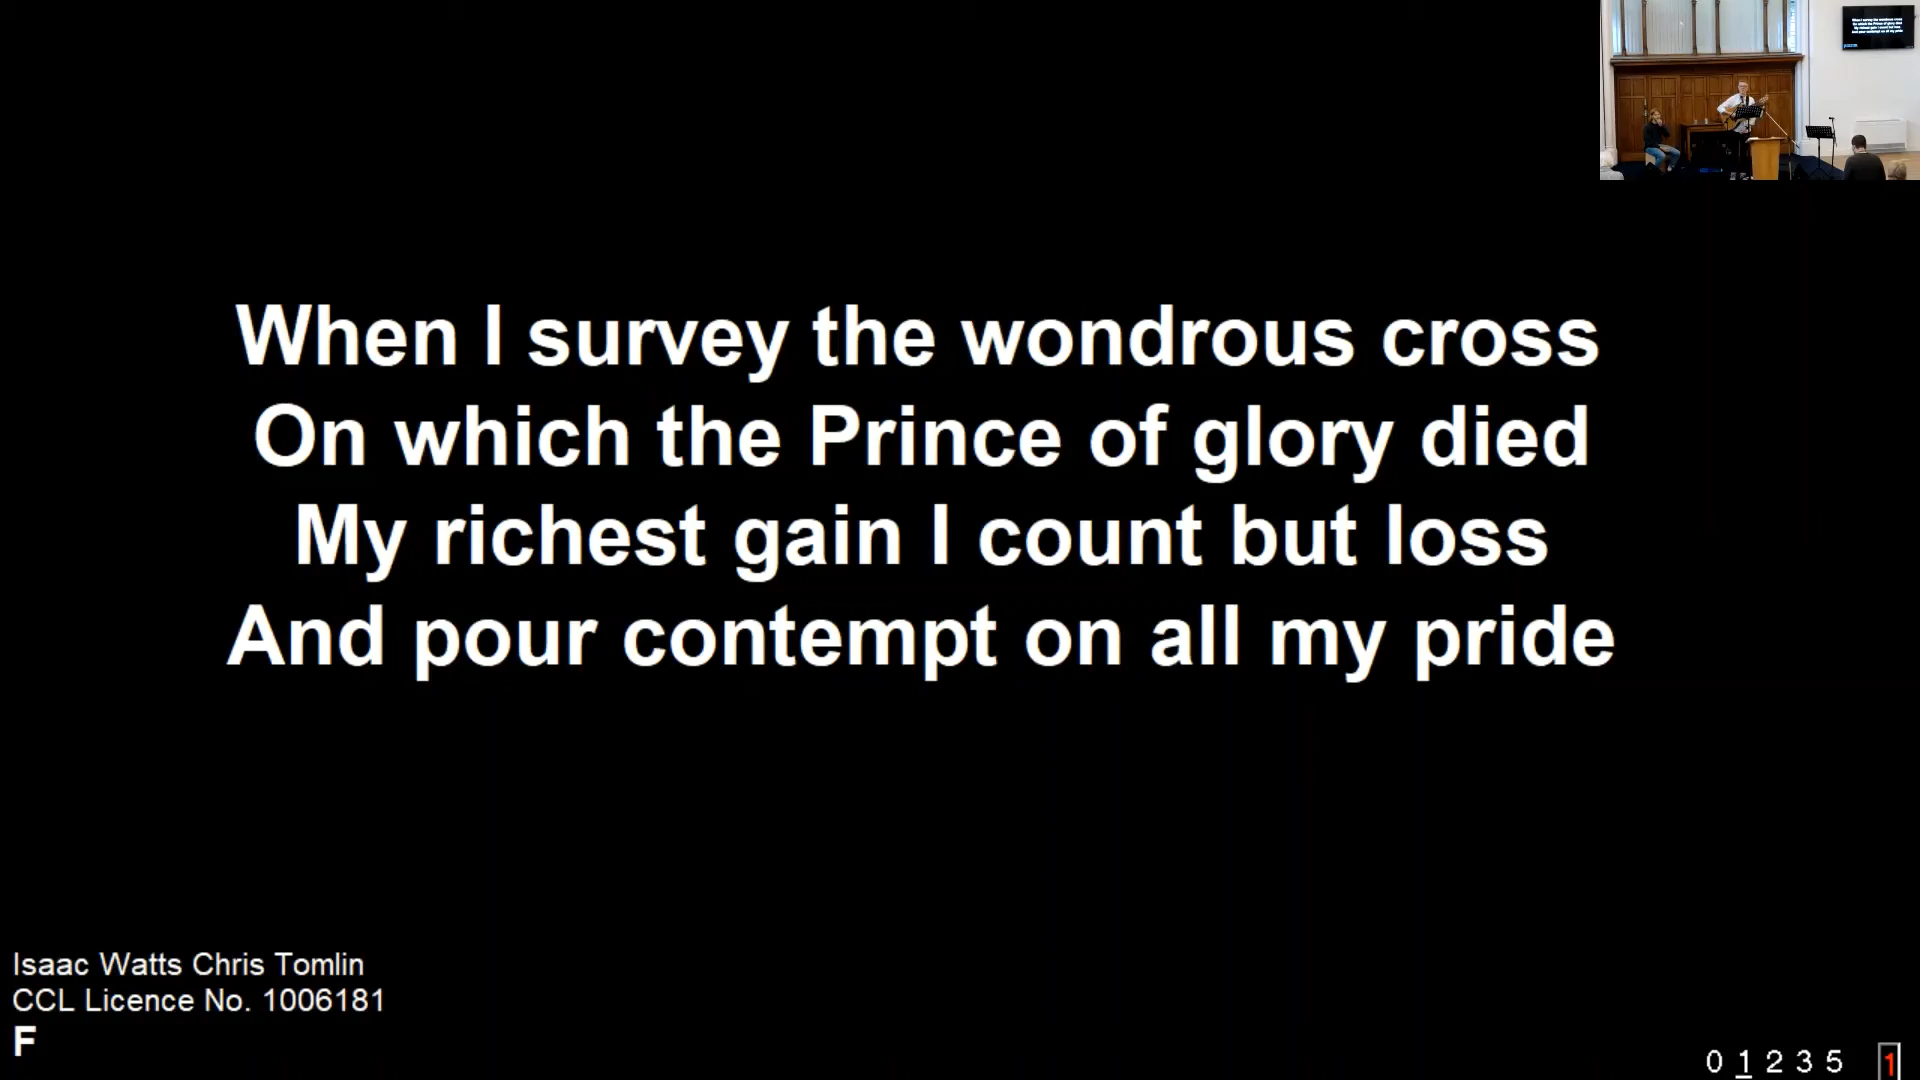 When I survey the wondrous cross
On which the Prince of glory died
My richest gain I count but loss
And pour contempt on all my pride
Isaac Watts Chris Tomlin
CCL Licence No. 1006181
F
0 1 2 3 5 1